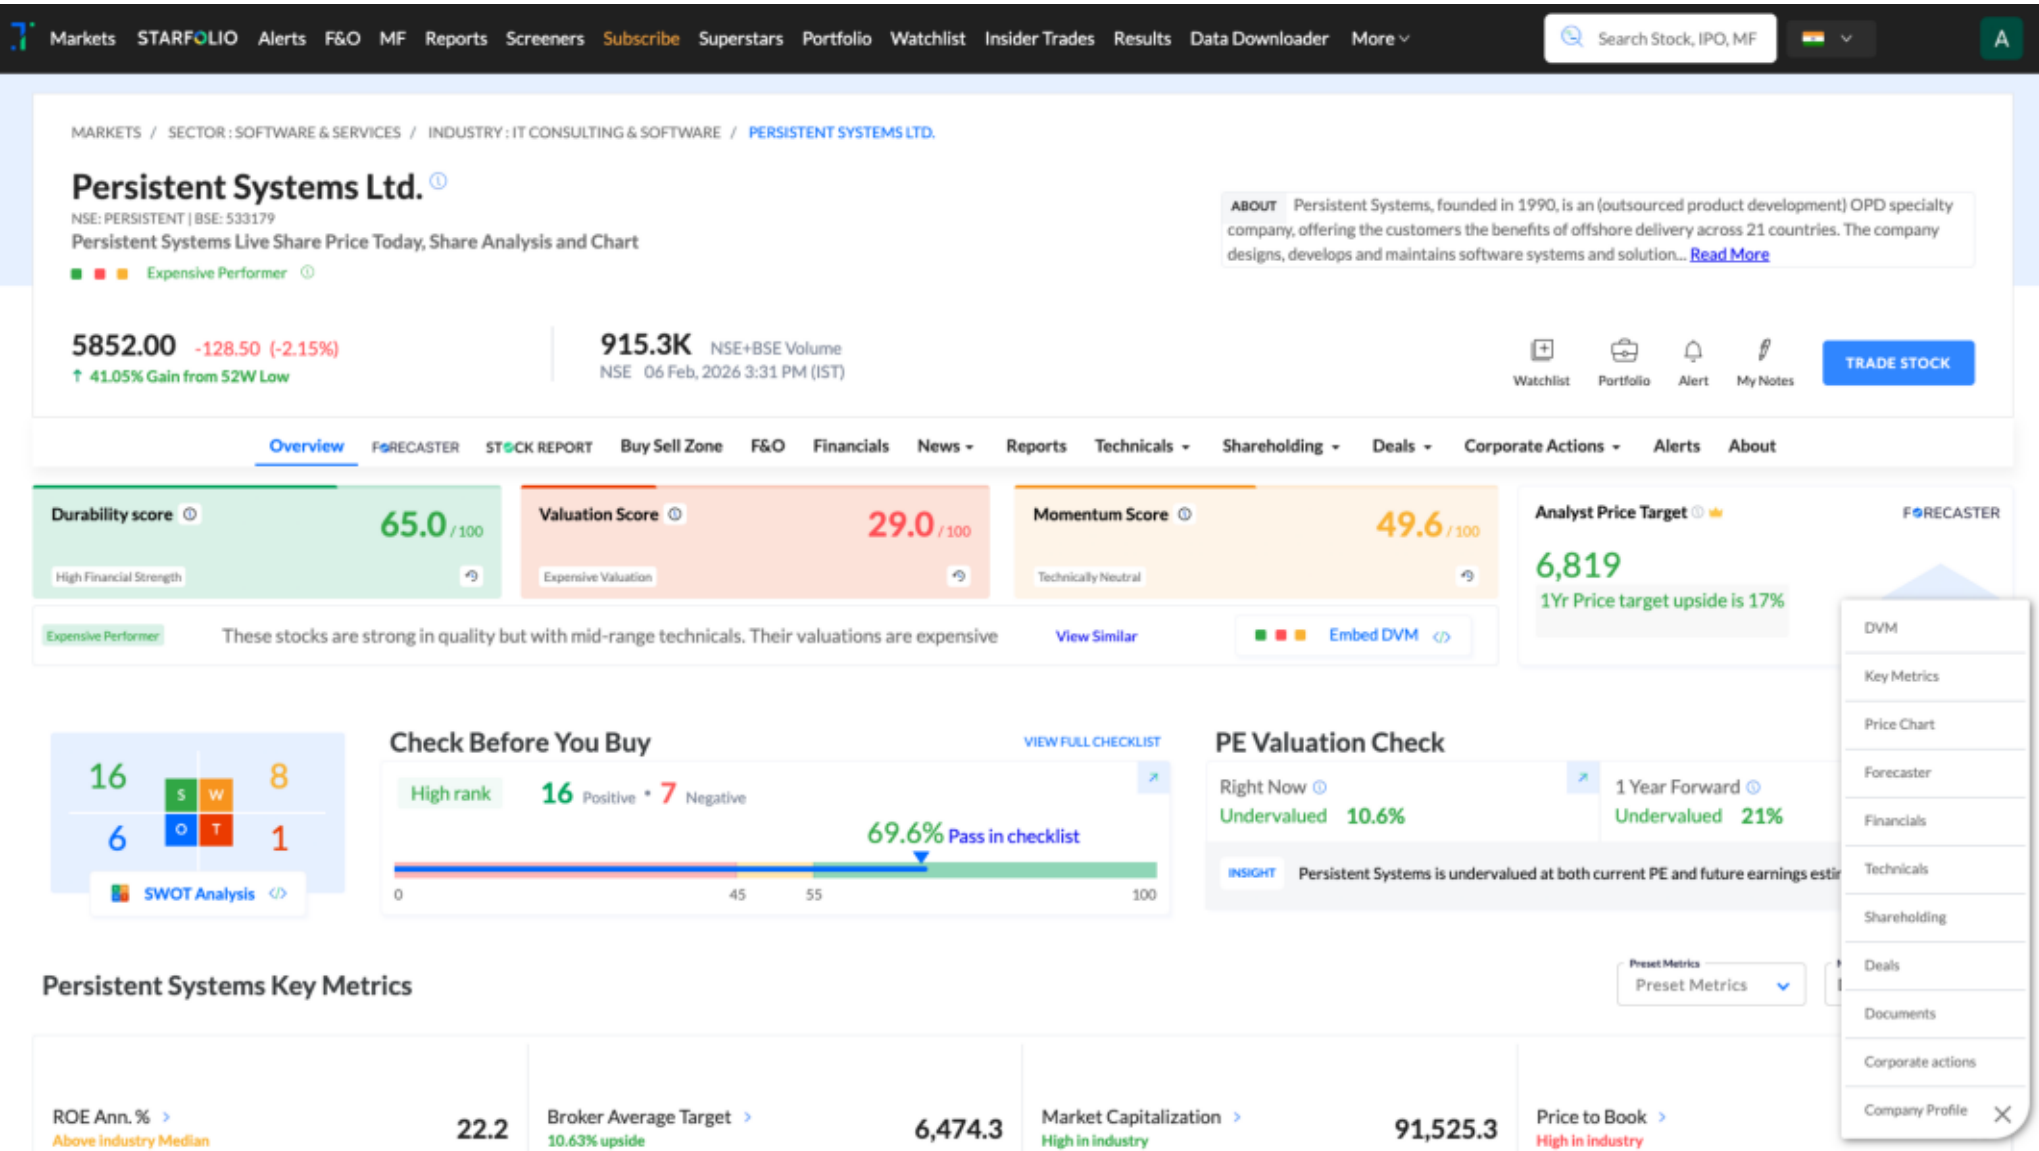 Markets STARFOLIO Alerts F&O MF Reports Screeners Subscribe Superstars Portfolio Watchlist Insider Trades Results Data Downloader More Search Stock, IPO, MF A
MARKETS / SECTOR : SOFTWARE & SERVICES / INDUSTRY : IT CONSULTING & SOFTWARE / PERSISTENT SYSTEMS LTD.
Persistent Systems Ltd.
NSE: PERSISTENT | BSE: 533179
Persistent Systems Live Share Price Today, Share Analysis and Chart
Expensive Performer
ABOUT Persistent Systems, founded in 1990, is an (outsourced product development) OPD specialty
company, offering the customers the benefits of offshore delivery across 21 countries. The company
designs, develops and maintains software systems and solution... Read More
5852.00 -128.50 (-2.15%)
↑ 41.05% Gain from 52W Low
915.3K NSE+BSE Volume
NSE 06 Feb, 2026 3:31 PM (IST)
Watchlist Portfolio Alert My Notes
TRADE STOCK
Overview FORECASTER STOCK REPORT Buy Sell Zone F&O Financials News Reports Technicals Shareholding Deals Corporate Actions Alerts About
Durability score 65.0 / 100
High Financial Strength
Valuation Score 29.0 / 100
Expensive Valuation
Momentum Score 49.6 / 100
Technically Neutral
Analyst Price Target FORECASTER
6,819
1Yr Price target upside is 17%
Expensive Performer These stocks are strong in quality but with mid-range technicals. Their valuations are expensive View Similar Embed DVM </>
16 8
S W
6 O T 1
SWOT Analysis </>
Check Before You Buy VIEW FULL CHECKLIST
High rank 16 Positive • 7 Negative
69.6% Pass in checklist
0 45 55 100
PE Valuation Check
Right Now
Undervalued 10.6%
1 Year Forward
Undervalued 21%
INSIGHT Persistent Systems is undervalued at both current PE and future earnings estir
Persistent Systems Key Metrics
Preset Metrics
Preset Metrics
ROE Ann. % 22.2
Above industry Median
Broker Average Target 6,474.3
10.63% upside
Market Capitalization 91,525.3
High in industry
Price to Book
High in industry
DVM
Key Metrics
Price Chart
Forecaster
Financials
Technicals
Shareholding
Deals
Documents
Corporate actions
Company Profile